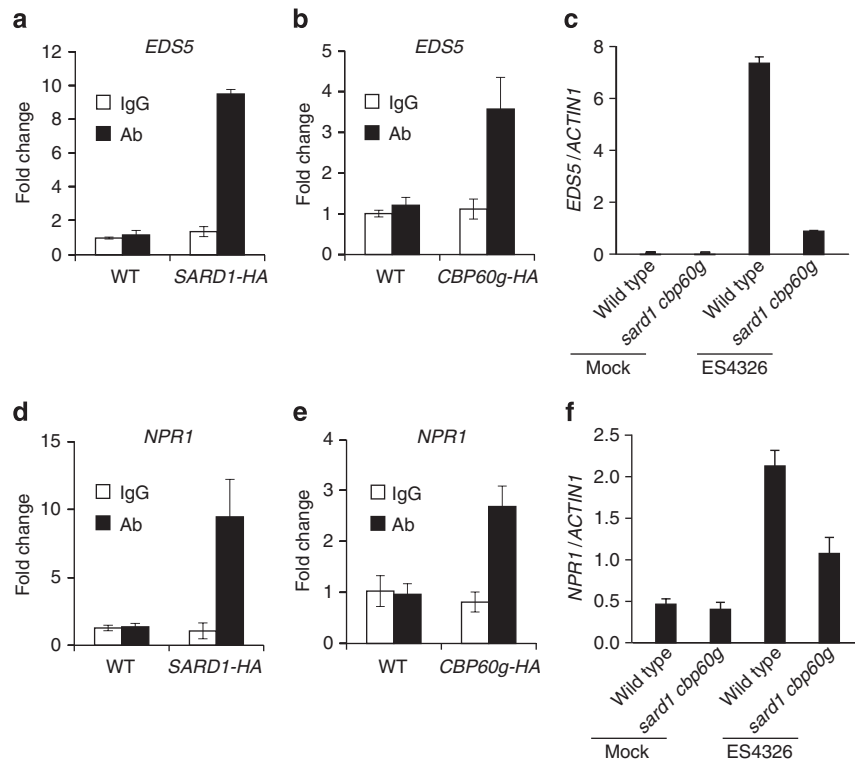 a
EDS5
Fold change
12
10
8
6
4
2
0
IgG
Ab
WT
SARD1-HA
b
EDS5
Fold change
5
4
3
2
1
0
IgG
Ab
WT
CBP60g-HA
c
EDS5/ACTIN1
8
6
4
2
0
Wild type
sard1 cbp60g
Wild type
sard1 cbp60g
Mock
ES4326
d
NPR1
Fold change
15
10
5
0
IgG
Ab
WT
SARD1-HA
e
NPR1
Fold change
4
3
2
1
0
IgG
Ab
WT
CBP60g-HA
f
NPR1/ACTIN1
2.5
2.0
1.5
1.0
0.5
0.0
Wild type
sard1 cbp60g
Wild type
sard1 cbp60g
Mock
ES4326